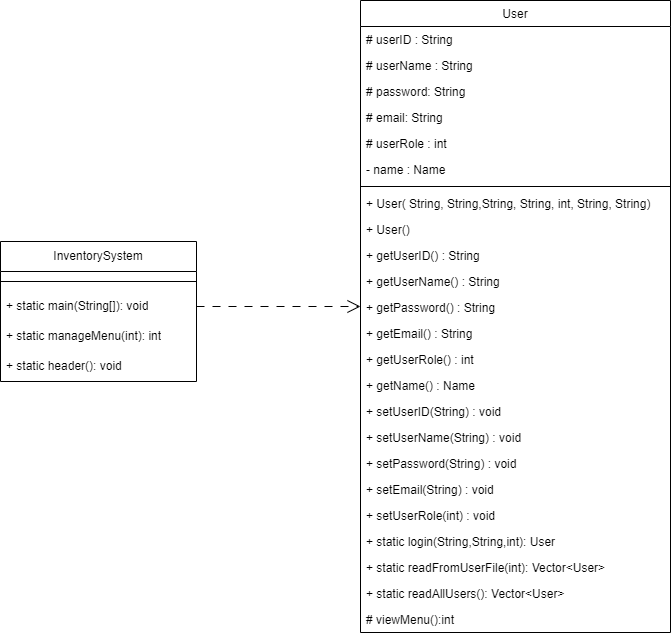 User
# userID : String
# userName : String
# password: String
# email: String
# userRole : int
- name : Name
+ User( String, String,String, String, int, String, String)
+ User()
+ getUserID() : String
+ getUserName() : String
+ getPassword() : String
+ getEmail() : String
+ getUserRole() : int
+ getName() : Name
+ setUserID(String) : void
+ setUserName(String) : void
+ setPassword(String) : void
+ setEmail(String) : void
+ setUserRole(int) : void
+ static login(String,String,int): User
+ static readFromUserFile(int): Vector<User>
+ static readAllUsers(): Vector<User>
# viewMenu():int
InventorySystem
+ static main(String[]): void
+ static manageMenu(int): int
+ static header(): void